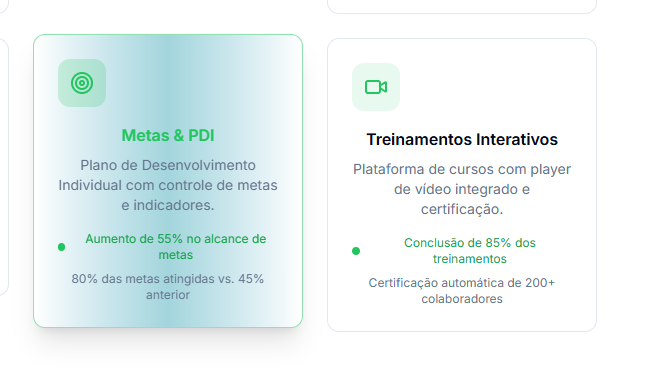 Metas & PDI
Plano de Desenvolvimento
Individual com controle de metas
e indicadores.
Aumento de 55% no alcance de
metas
80% das metas atingidas vs. 45%
anterior
Treinamentos Interativos
Plataforma de cursos com player
de vídeo integrado e
certificação.
Conclusão de 85% dos
treinamentos
Certificação automática de 200+
colaboradores